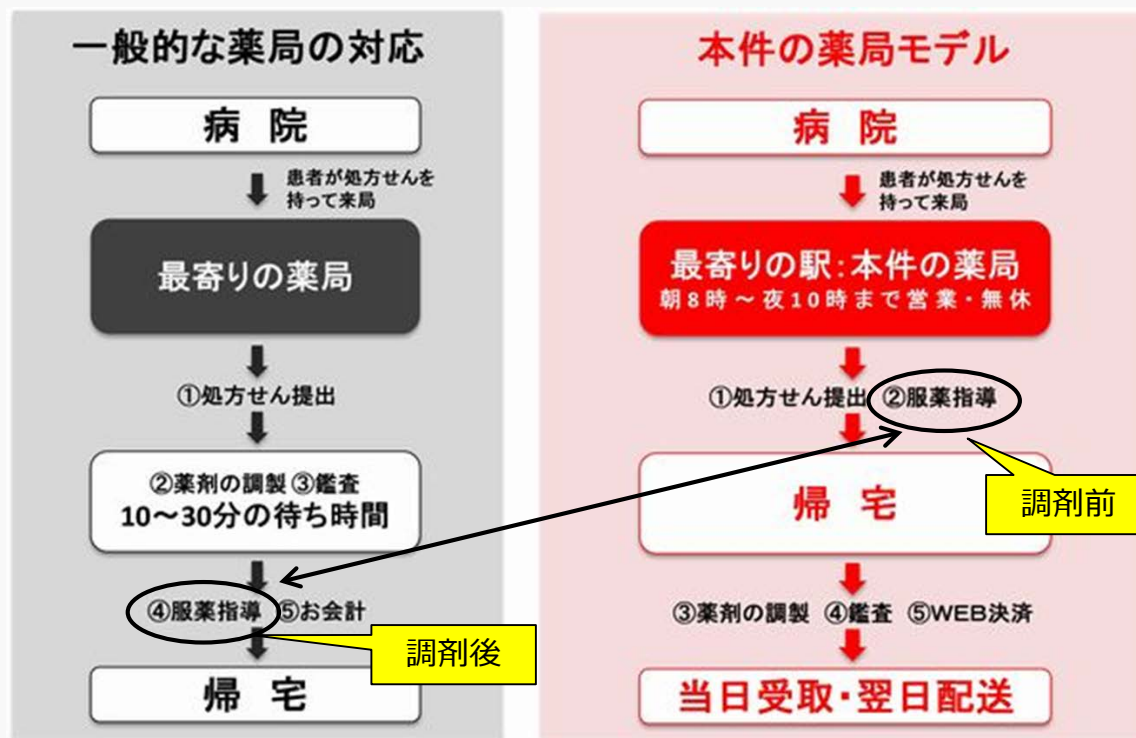 一般的な薬局の対応
病 院
患者が処方せんを
持って来局
最寄りの薬局
①処方せん提出
②薬剤の調製 ③鑑査
10～30分の待ち時間
④服薬指導 ⑤お会計
調剤後
帰 宅
本件の薬局モデル
病 院
患者が処方せんを
持って来局
最寄りの駅：本件の薬局
朝8時～夜10時まで営業・無休
①処方せん提出 ②服薬指導
調剤前
帰 宅
③薬剤の調製 ④鑑査 ⑤WEB決済
当日受取・翌日配送